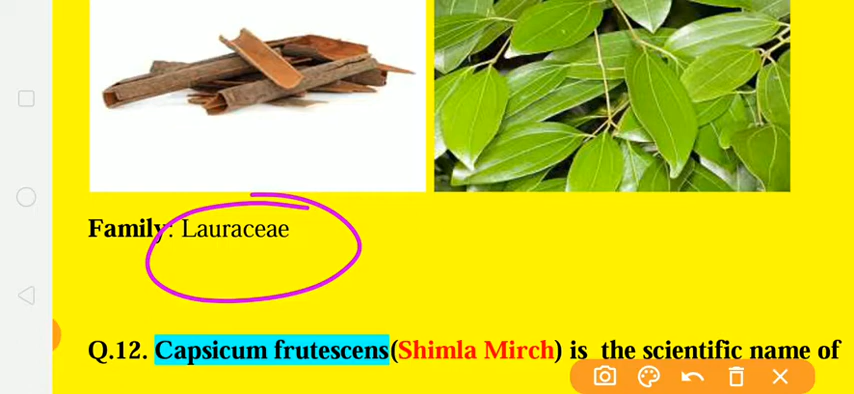 Family: Lauraceae
Q.12. Capsicum frutescens(Shimla Mirch) is the scientific name of